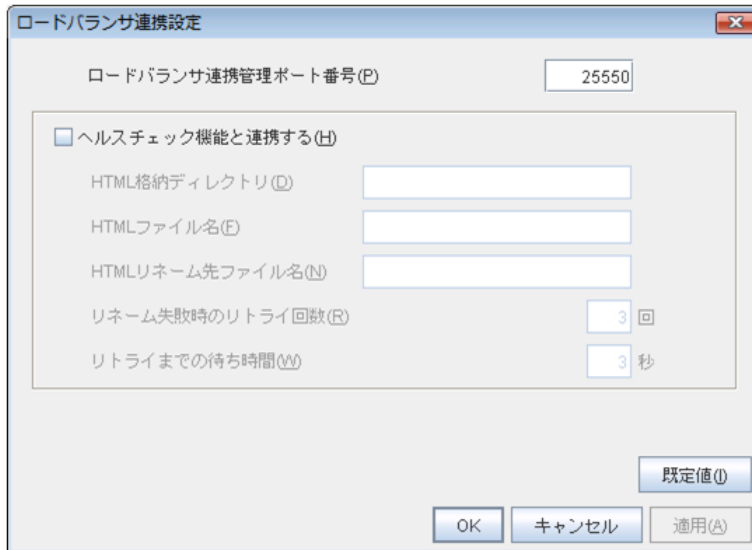 ロードバランサ連携設定
ロードバランサ連携管理ポート番号(P) 25550
ヘルスチェック機能と連携する(H)
HTML格納ディレクトリ(D)
HTMLファイル名(F)
HTMLリネーム先ファイル名(N)
リネーム失敗時のリトライ回数(R) 3 回
リトライまでの待ち時間(W) 3 秒
既定値(I)
OK キャンセル 適用(A)